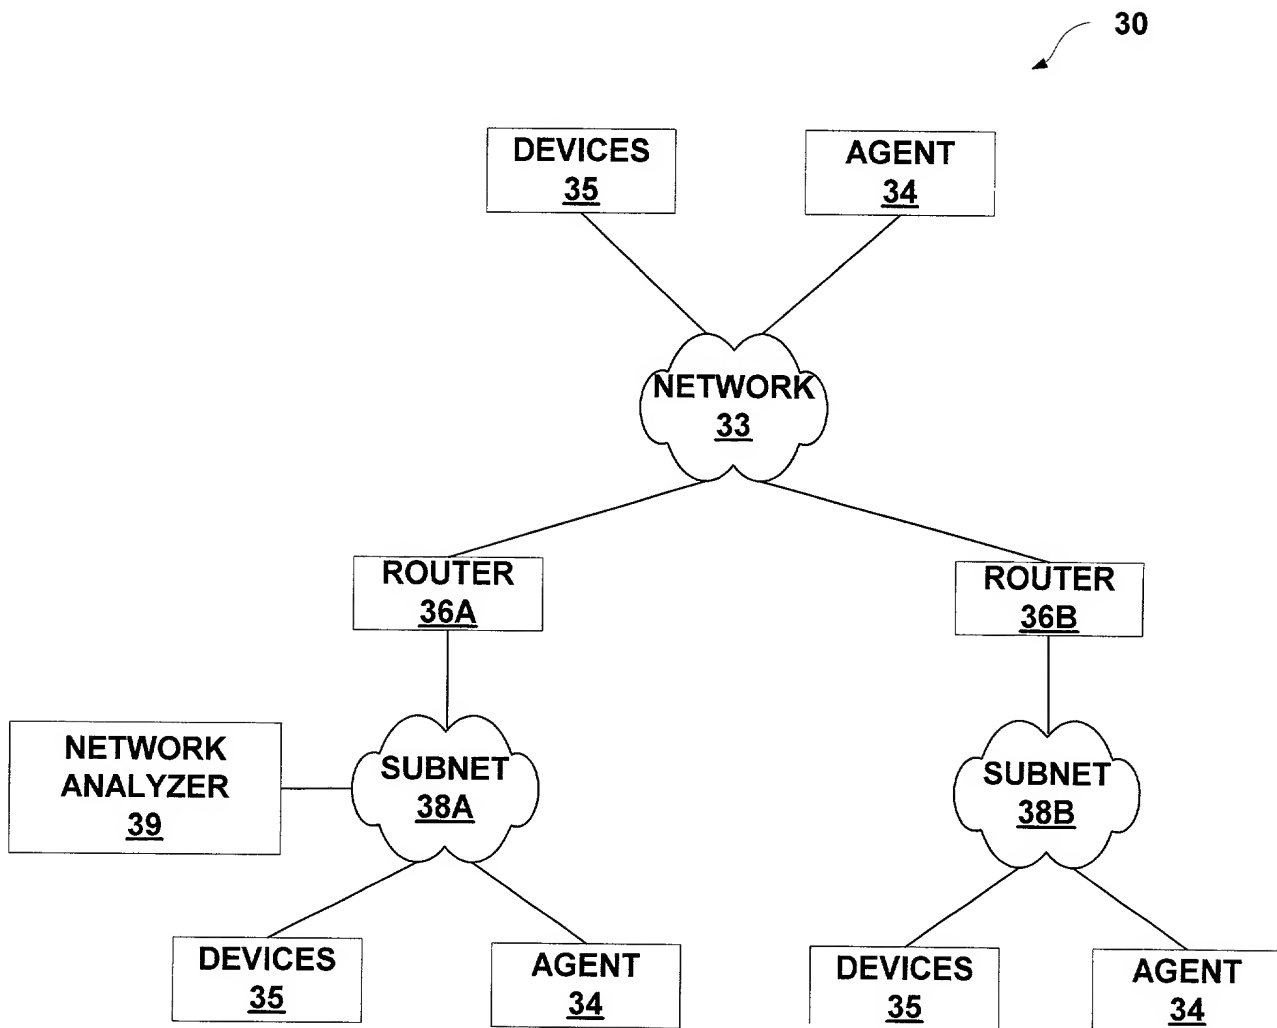 30
DEVICES
35
AGENT
34
NETWORK
33
ROUTER
36A
ROUTER
36B
NETWORK
ANALYZER
39
SUBNET
38A
SUBNET
38B
DEVICES
35
AGENT
34
DEVICES
35
AGENT
34